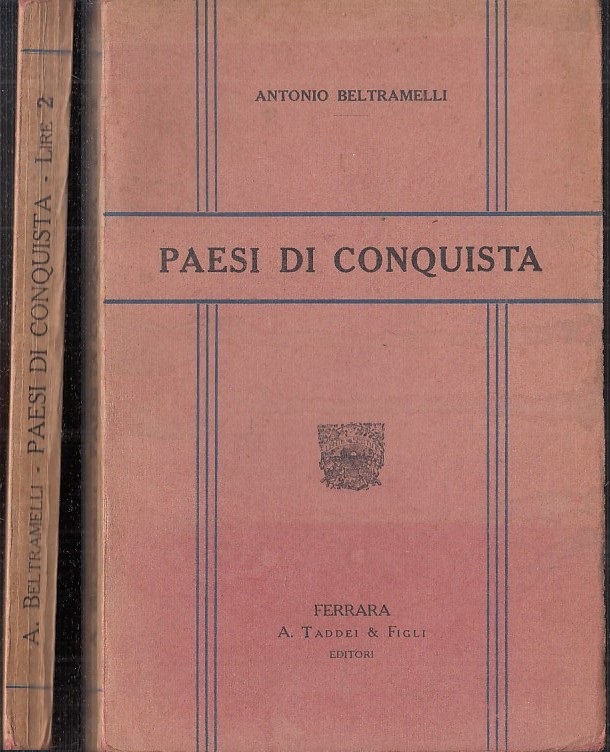 A. BELTRAMELLI - PAESI DI CONQUISTA - LIRE 2
ANTONIO BELTRAMELLI
PAESI DI CONQUISTA
FERRARA
A. TADDEI & FIGLI
EDITORI